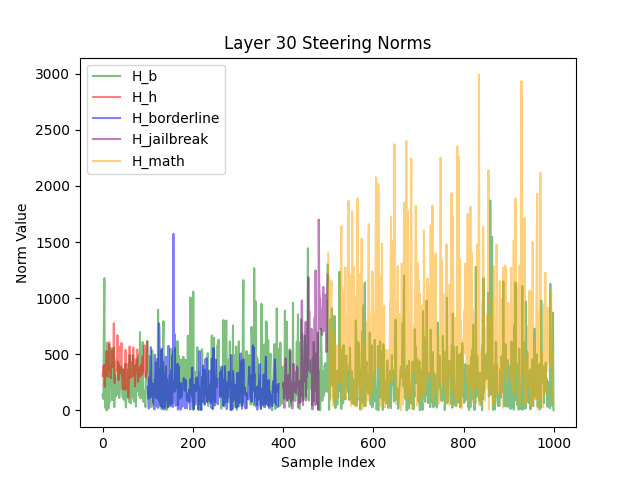 Layer 30 Steering Norms
H_b
H_h
H_borderline
H_jailbreak
H_math
Norm Value
3000
2500
2000
1500
1000
500
0
0 200 400 600 800 1000
Sample Index